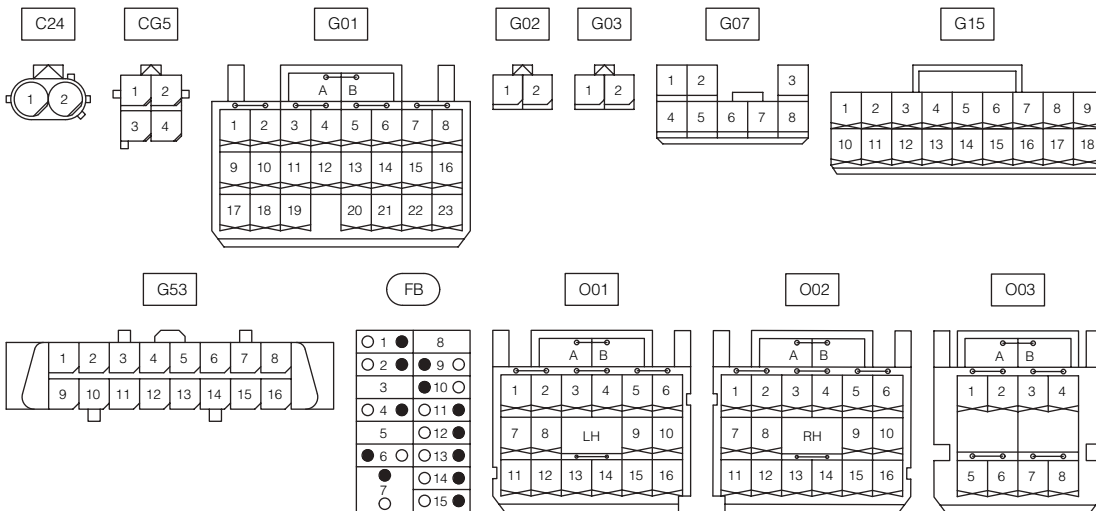 C24 CG5 G01 G02 G03 G07 G15
1 2
1 2
3 4
A B
1 2 3 4 5 6 7 8
9 10 11 12 13 14 15 16
17 18 19 20 21 22 23
1 2
1 2
1 2 3
4 5 6 7 8
1 2 3 4 5 6 7 8 9
10 11 12 13 14 15 16 17 18
G53 FB O01 O02 O03
1 2 3 4 5 6 7 8
9 10 11 12 13 14 15 16
1 8
2 9
3 10
4 11
5 12
6 13
7 14
15
A B
1 2 3 4 5 6
7 8 LH 9 10
11 12 13 14 15 16
A B
1 2 3 4 5 6
7 8 RH 9 10
11 12 13 14 15 16
A B
1 2 3 4
5 6 7 8